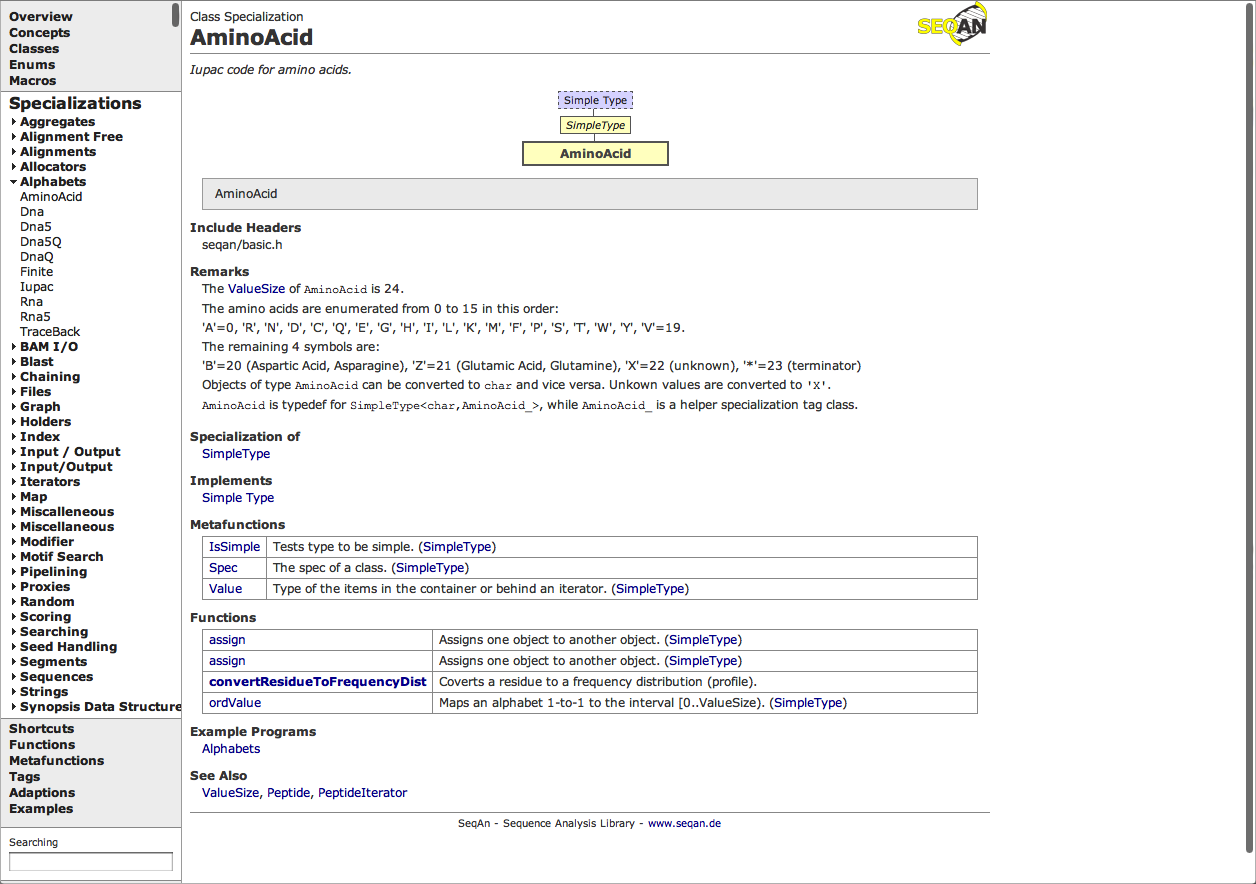 Overview
Concepts
Classes
Enums
Macros
Specializations
Aggregates
Alignment Free
Alignments
Allocators
Alphabets
AminoAcid
Dna
Dna5
Dna5Q
DnaQ
Finite
Iupac
Rna
Rna5
TraceBack
BAM I/O
Blast
Chaining
Files
Graph
Holders
Index
Input / Output
Input/Output
Iterators
Map
Miscalleneous
Miscellaneous
Modifier
Motif Search
Pipelining
Proxies
Random
Scoring
Searching
Seed Handling
Segments
Sequences
Strings
Synopsis Data Structure
Shortcuts
Functions
Metafunctions
Tags
Adaptions
Examples
Searching
Class Specialization
SEQAN
AminoAcid
Iupac code for amino acids.
Simple Type
SimpleType
AminoAcid
AminoAcid
Include Headers
seqan/basic.h
Remarks
The ValueSize of AminoAcid is 24.
The amino acids are enumerated from 0 to 15 in this order:
'A'=0, 'R', 'N', 'D', 'C', 'Q', 'E', 'G', 'H', 'I', 'L', 'K', 'M', 'F', 'P', 'S', 'T', 'W', 'Y', 'V'=19.
The remaining 4 symbols are:
'B'=20 (Aspartic Acid, Asparagine), 'Z'=21 (Glutamic Acid, Glutamine), 'X'=22 (unknown), '*'=23 (terminator)
Objects of type AminoAcid can be converted to char and vice versa. Unkown values are converted to 'X'.
AminoAcid is typedef for SimpleType<char,AminoAcid_>, while AminoAcid_ is a helper specialization tag class.
Specialization of
SimpleType
Implements
Simple Type
Metafunctions
IsSimple Tests type to be simple. (SimpleType)
Spec The spec of a class. (SimpleType)
Value Type of the items in the container or behind an iterator. (SimpleType)
Functions
assign Assigns one object to another object. (SimpleType)
assign Assigns one object to another object. (SimpleType)
convertResidueToFrequencyDist Coverts a residue to a frequency distribution (profile).
ordValue Maps an alphabet 1-to-1 to the interval [0..ValueSize). (SimpleType)
Example Programs
Alphabets
See Also
ValueSize, Peptide, PeptideIterator
SeqAn - Sequence Analysis Library - www.seqan.de